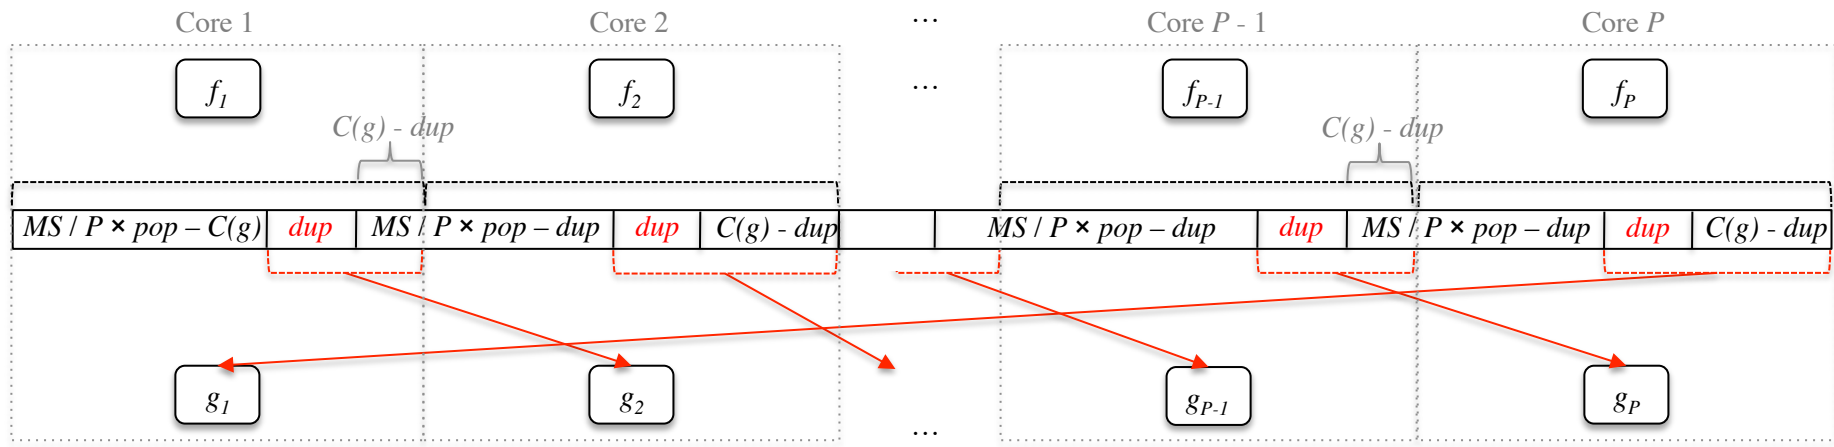 Core 1 Core 2 ... Core P - 1 Core P
f1 f2 ... fP-1 fP
C(g) - dup C(g) - dup
MS / P × pop – C(g) dup MS / P × pop – dup dup C(g) - dup MS / P × pop – dup dup MS / P × pop – dup dup C(g) - dup
g1 g2 gP-1 gP
...